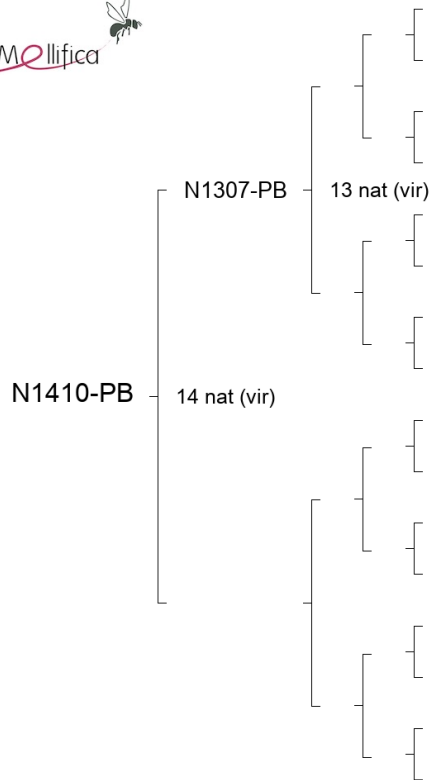 Mellifica
N1307-PB
13 nat (vir)
N1410-PB
14 nat (vir)